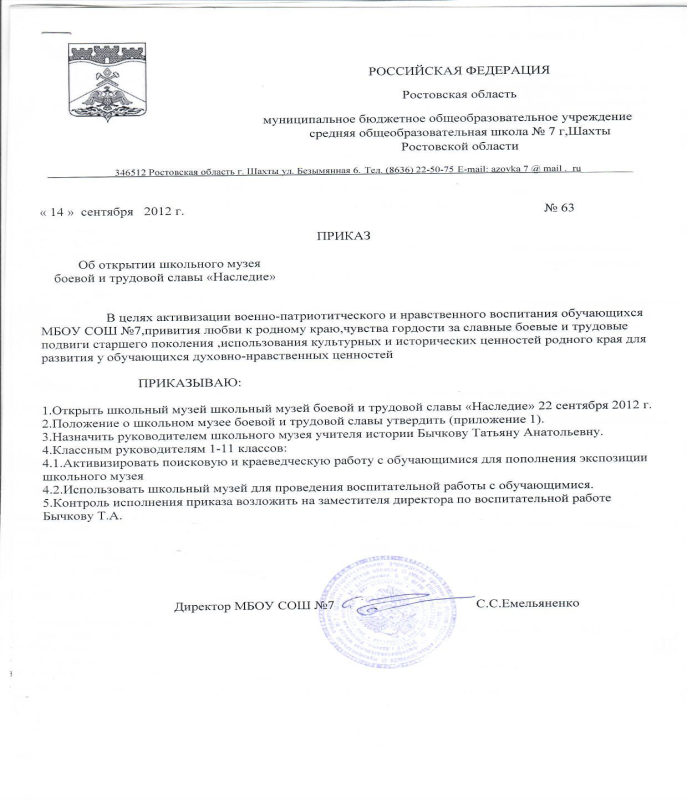 РОССИЙСКАЯ ФЕДЕРАЦИЯ
Ростовская область
муниципальное бюджетное общеобразовательное учреждение
средняя общеобразовательная школа № 7 г,Шахты
Ростовской области
346512 Ростовская область г. Шахты ул. Безымянная 6. Тел. (8636) 22-50-75 E-mail: azovka 7 @ mail . ru
« 14 » сентября 2012 г.
№ 63
ПРИКАЗ
Об открытии школьного музея
боевой и трудовой славы «Наследие»
В целях активизации военно-патриотитческого и нравственного воспитания обучающихся
МБОУ СОШ №7,привития любви к родному краю,чувства гордости за славные боевые и трудовые
подвиги старшего поколения ,использования культурных и исторических ценностей родного края для
развития у обучающихся духовно-нравственных ценностей
ПРИКАЗЫВАЮ:
1.Открыть школьный музей школьный музей боевой и трудовой славы «Наследие» 22 сентября 2012 г.
2.Положение о школьном музее боевой и трудовой славы утвердить (приложение 1).
3.Назначить руководителем школьного музея учителя истории Бычкову Татьяну Анатольевну.
4.Классным руководителям 1-11 классов:
4.1.Активизировать поисковую и краеведческую работу с обучающимися для пополнения экспозиции
школьного музея
4.2.Использовать школьный музей для проведения воспитательной работы с обучающимися.
5.Контроль исполнения приказа возложить на заместителя директора по воспитательной работе
Бычкову Т.А.
Директор МБОУ СОШ №7 С.С.Емельяненко